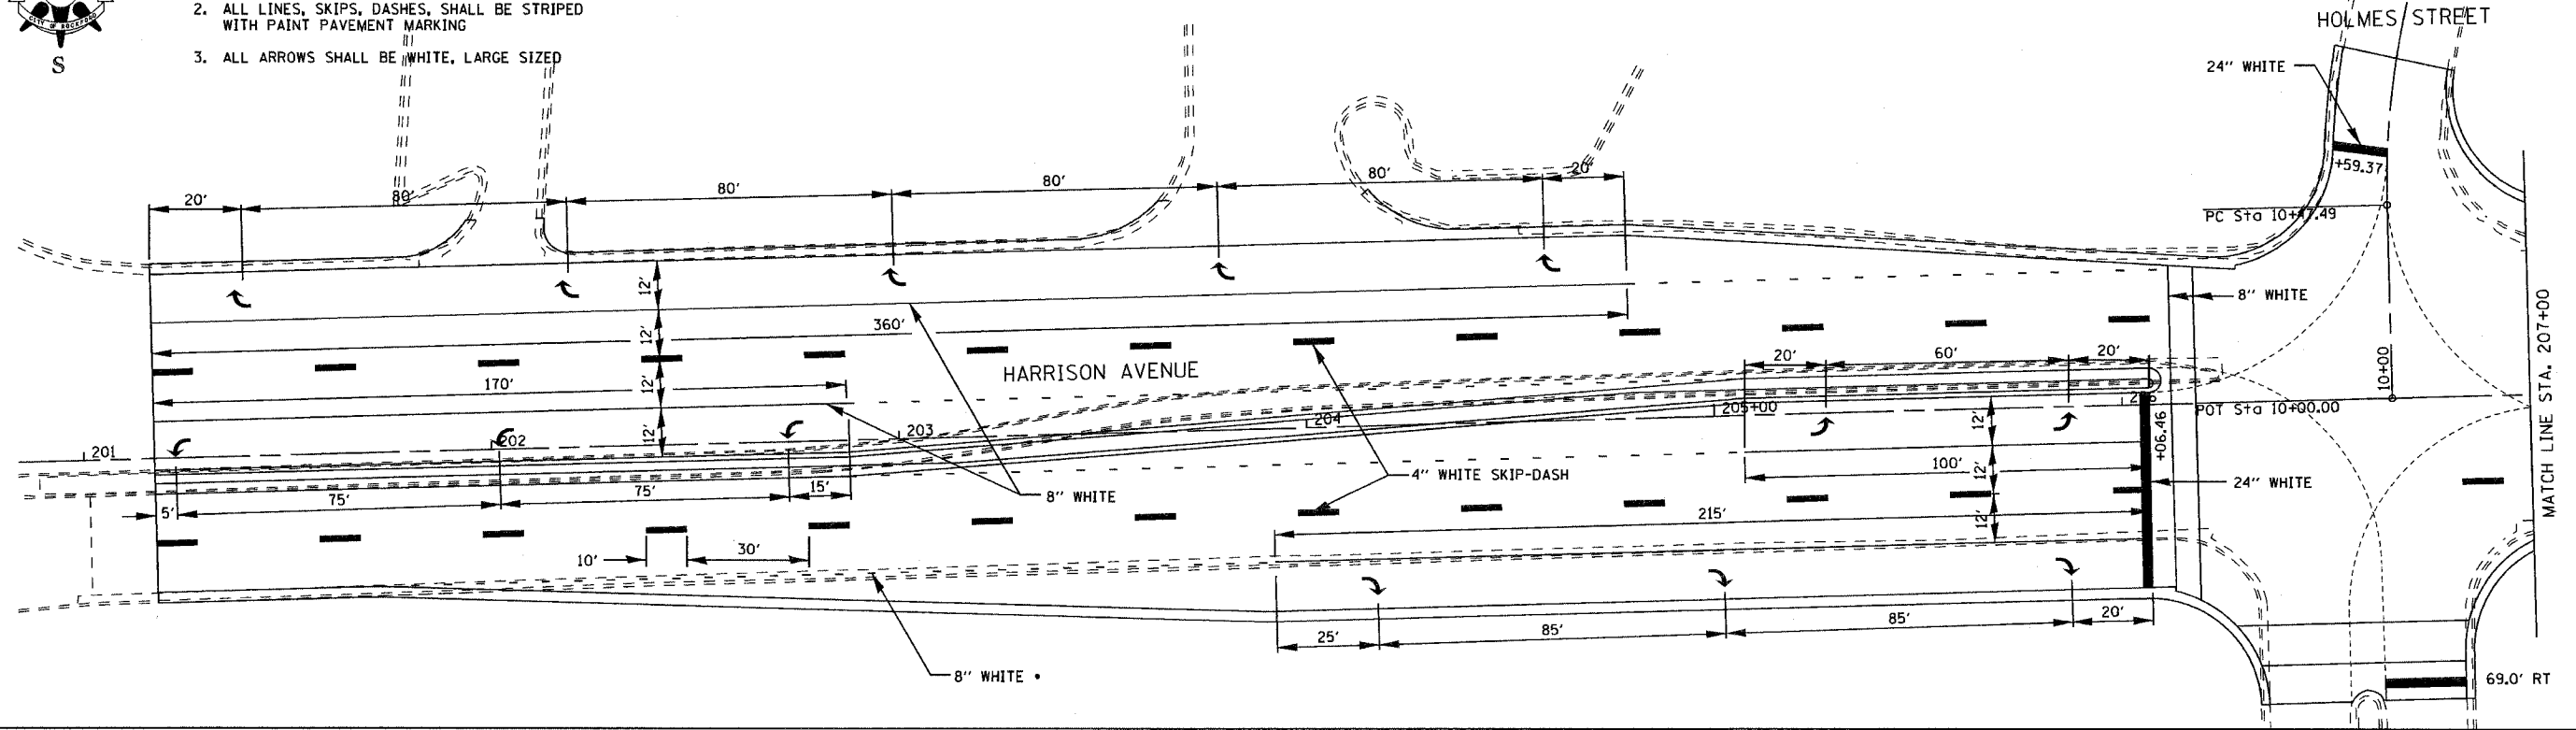 2. ALL LINES, SKIPS, DASHES, SHALL BE STRIPED
WITH PAINT PAVEMENT MARKING
3. ALL ARROWS SHALL BE WHITE, LARGE SIZED
CITY OF ROCKFORD
S
HOLMES STREET
24" WHITE
+59.37
PC Sta 10+47.49
20'
80'
80'
80'
80'
20'
12'
12'
12'
12'
360'
170'
HARRISON AVENUE
8" WHITE
20'
60'
20'
10+00
POT Sta 10+00.00
MATCH LINE STA. 207+00
201
202
203
204
205+00
+06.46
5'
75'
75'
15'
8" WHITE
4" WHITE SKIP-DASH
100'
12'
12'
12'
24" WHITE
215'
10'
30'
25'
85'
85'
20'
8" WHITE
69.0' RT